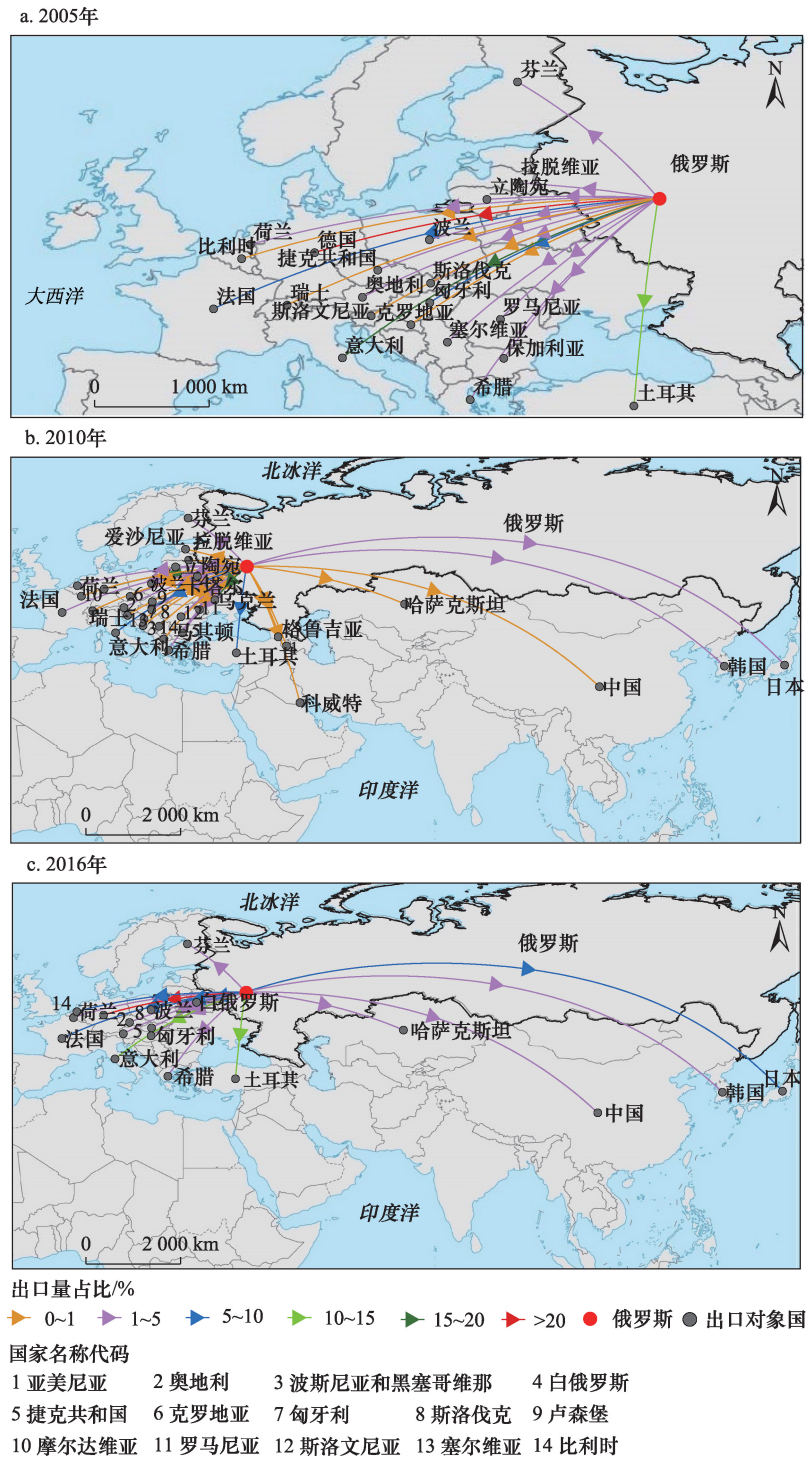 a. 2005年
芬兰
N
俄罗斯
拉脱维亚
立陶宛
荷兰
波兰
比利时
德国
捷克共和国
斯洛伐克
大西洋
法国
瑞士
奥地利
匈牙利
斯洛文尼亚
克罗地亚
罗马尼亚
塞尔维亚
意大利
保加利亚
希腊
土耳其
0 1 000 km
b. 2010年
北冰洋
N
芬兰
俄罗斯
爱沙尼亚
拉脱维亚
立陶宛
荷兰
波兰
卡塔尔
乌克兰
法国
瑞士
哈萨克斯坦
马其顿
格鲁吉亚
意大利
希腊
土耳其
韩国
日本
中国
科威特
印度洋
0 2 000 km
c. 2016年
北冰洋
N
芬兰
俄罗斯
14
荷兰
8
波兰
白俄罗斯
2
5
匈牙利
法国
哈萨克斯坦
意大利
希腊
土耳其
韩国
日本
中国
印度洋
0 2 000 km
出口量占比/%
0~1 1~5 5~10 10~15 15~20 >20 俄罗斯 出口对象国
国家名称代码
1 亚美尼亚 2 奥地利 3 波斯尼亚和黑塞哥维那 4 白俄罗斯
5 捷克共和国 6 克罗地亚 7 匈牙利 8 斯洛伐克 9 卢森堡
10 摩尔达维亚 11 罗马尼亚 12 斯洛文尼亚 13 塞尔维亚 14 比利时